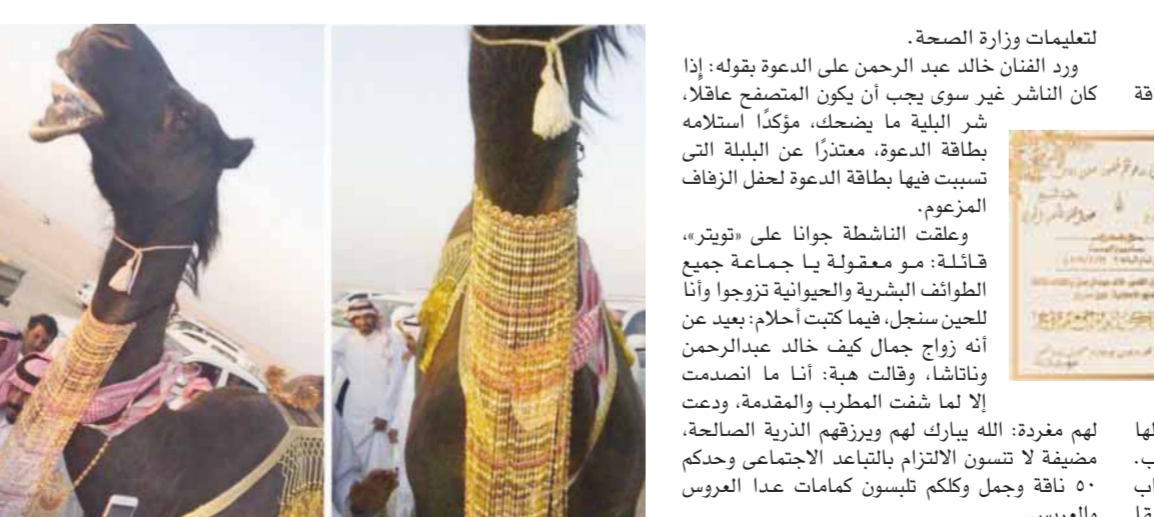 لتعليمات وزارة الصحة.
ورد الفنان خالد عبد الرحمن على الدعوة بقوله: إذا
كان الناشر غير سوى يجب أن يكون المتصفح عاقلا،
شر البلية ما يضحك، مؤكدًا استلامه
بطاقة الدعوة، معتذرًا عن البلبلة التى
تسببت فيها بطاقة الدعوة لحفل الزفاف
المزعوم.
وعلقت الناشطة جوانا على «تويتر»،
قائلة: مو معقولة يا جماعة جميع
الطوائف البشرية والحيوانية تزوجوا وأنا
للحين سنجل، فيما كتبت أحلام: بعيد عن
أنه زواج جمال كيف خالد عبدالرحمن
وناتاشا، وقالت هبة: أنا ما انصدمت
إلا لما شفت المطرب والمقدمة، ودعت
لهم مغردة: الله يبارك لهم ويرزقهم الذرية الصالحة،
مضيفة لا تنسون الالتزام بالتباعد الاجتماعى وحدكم
٥٠ ناقة وجمل وكلكم تلبسون كمامات عدا العروس
والعريس.